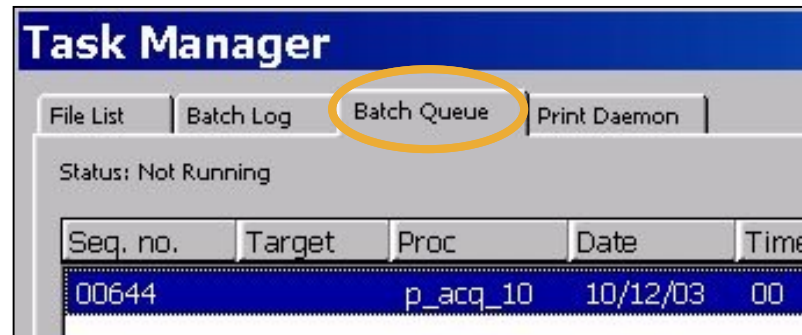 Task Manager
File List Batch Log Batch Queue Print Daemon
Status: Not Running
Seq. no. Target Proc Date Time
00644 p_acq_10 10/12/03 00